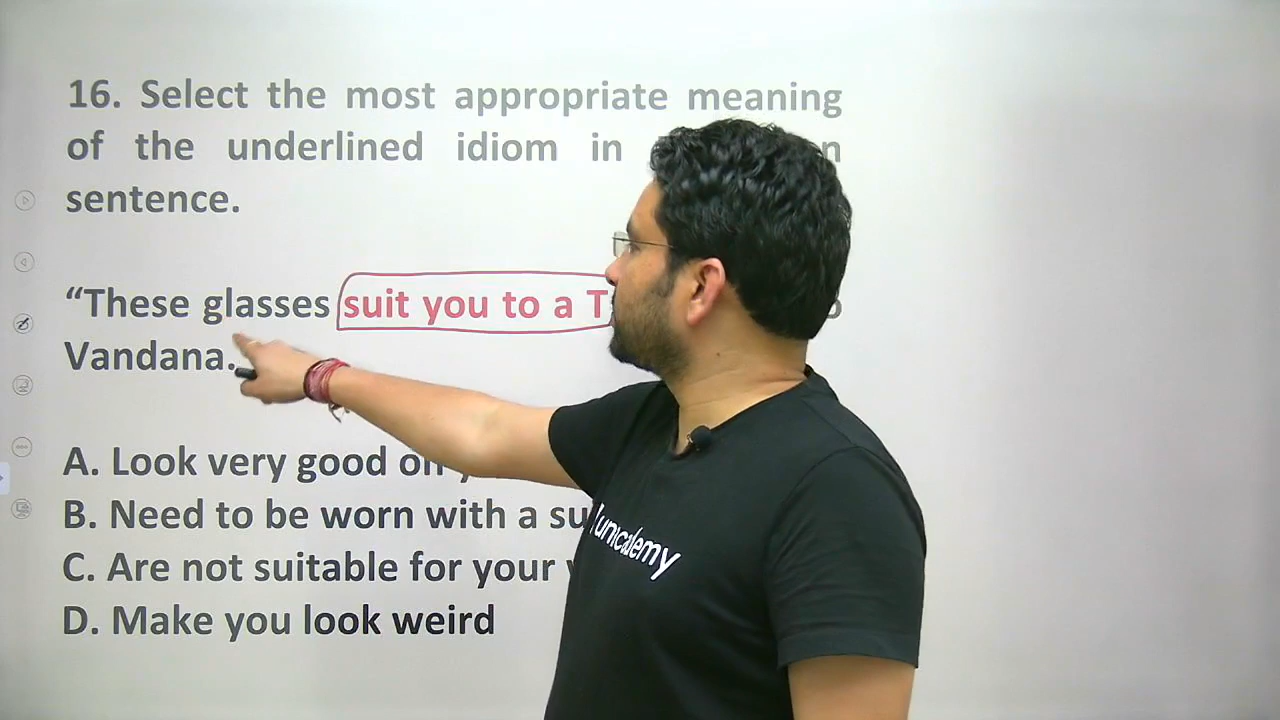 16. Select the most appropriate meaning
of the underlined idiom in
sentence.
“These glasses suit you to a T
Vandana.
A. Look very good on
B. Need to be worn with a
C. Are not suitable for your
D. Make you look weird
unacademy